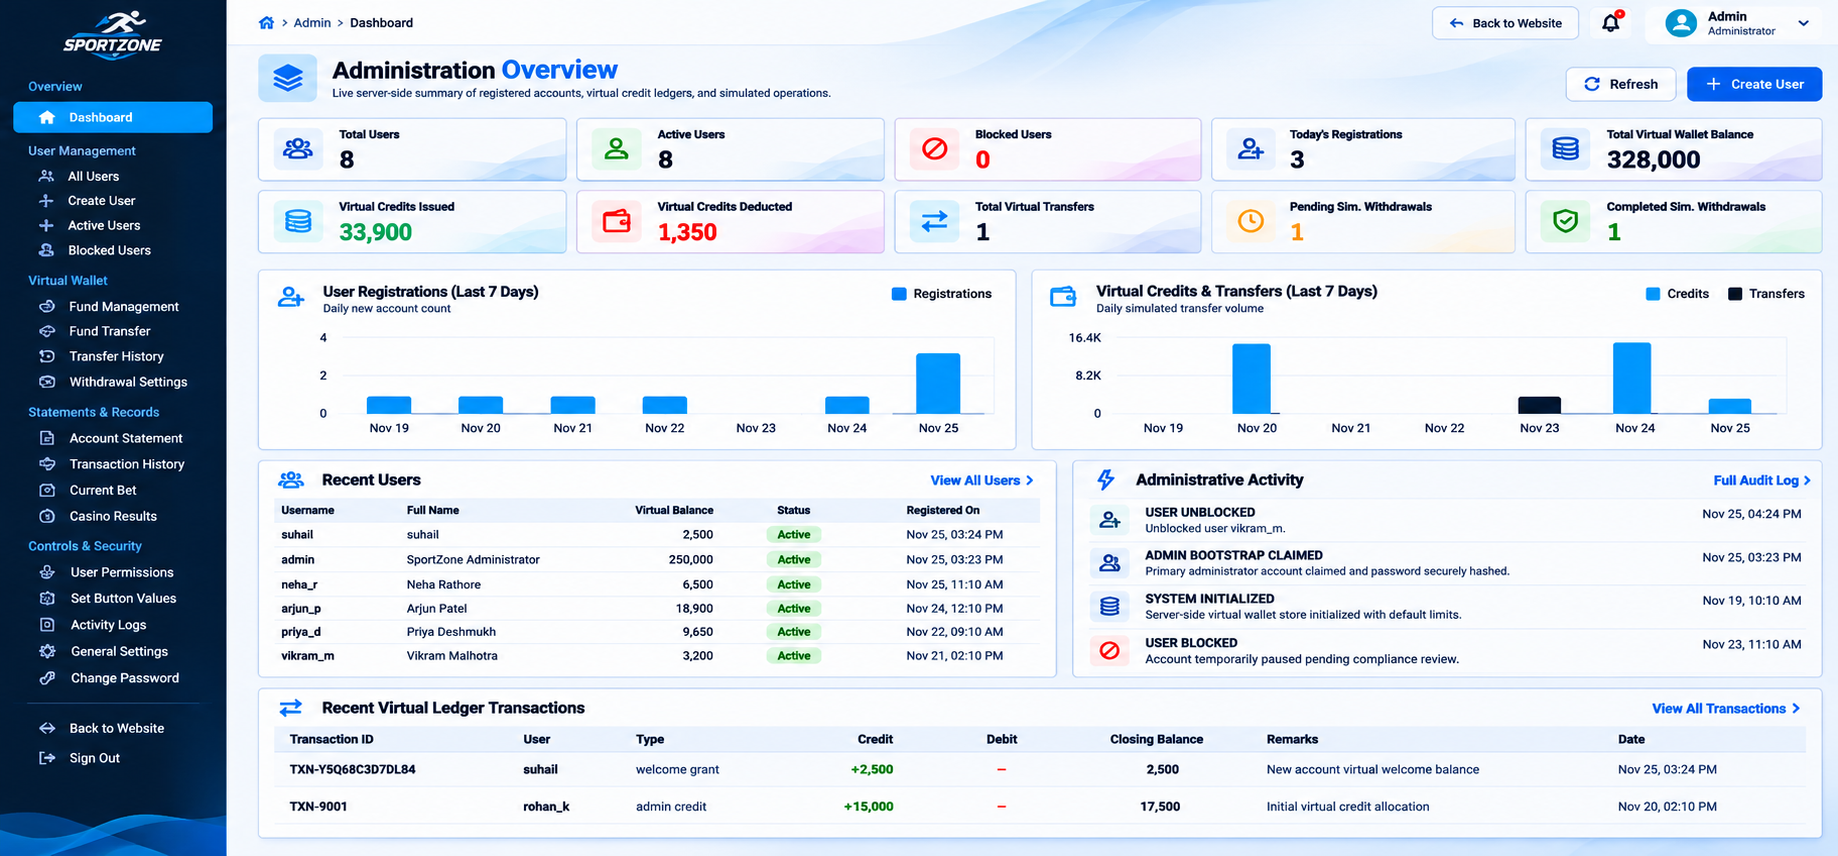 SPORTZONE
Overview
Dashboard
User Management
All Users
Create User
Active Users
Blocked Users
Virtual Wallet
Fund Management
Fund Transfer
Transfer History
Withdrawal Settings
Statements & Records
Account Statement
Transaction History
Current Bet
Casino Results
Controls & Security
User Permissions
Set Button Values
Activity Logs
General Settings
Change Password
Back to Website
Sign Out
> Admin > Dashboard
Back to Website
Admin
Administrator
Administration Overview
Live server-side summary of registered accounts, virtual credit ledgers, and simulated operations.
Refresh
Create User
Total Users
8
Active Users
8
Blocked Users
0
Today's Registrations
3
Total Virtual Wallet Balance
328,000
Virtual Credits Issued
33,900
Virtual Credits Deducted
1,350
Total Virtual Transfers
1
Pending Sim. Withdrawals
1
Completed Sim. Withdrawals
1
User Registrations (Last 7 Days)
Daily new account count
Registrations
4
2
0
Nov 19 Nov 20 Nov 21 Nov 22 Nov 23 Nov 24 Nov 25
Virtual Credits & Transfers (Last 7 Days)
Daily simulated transfer volume
Credits Transfers
16.4K
8.2K
0
Nov 19 Nov 20 Nov 21 Nov 22 Nov 23 Nov 24 Nov 25
Recent Users
View All Users >
Username Full Name Virtual Balance Status Registered On
suhail suhail 2,500 Active Nov 25, 03:24 PM
admin SportZone Administrator 250,000 Active Nov 25, 03:23 PM
neha_r Neha Rathore 6,500 Active Nov 25, 11:10 AM
arjun_p Arjun Patel 18,900 Active Nov 24, 12:10 PM
priya_d Priya Deshmukh 9,650 Active Nov 22, 09:10 AM
vikram_m Vikram Malhotra 3,200 Active Nov 21, 02:10 PM
Administrative Activity
Full Audit Log >
USER UNBLOCKED
Unblocked user vikram_m.
Nov 25, 04:24 PM
ADMIN BOOTSTRAP CLAIMED
Primary administrator account claimed and password securely hashed.
Nov 25, 03:23 PM
SYSTEM INITIALIZED
Server-side virtual wallet store initialized with default limits.
Nov 19, 10:10 AM
USER BLOCKED
Account temporarily paused pending compliance review.
Nov 23, 11:10 AM
Recent Virtual Ledger Transactions
View All Transactions >
Transaction ID User Type Credit Debit Closing Balance Remarks Date
TXN-Y5Q68C3D7DL84 suhail welcome grant +2,500 – 2,500 New account virtual welcome balance Nov 25, 03:24 PM
TXN-9001 rohan_k admin credit +15,000 – 17,500 Initial virtual credit allocation Nov 20, 02:10 PM